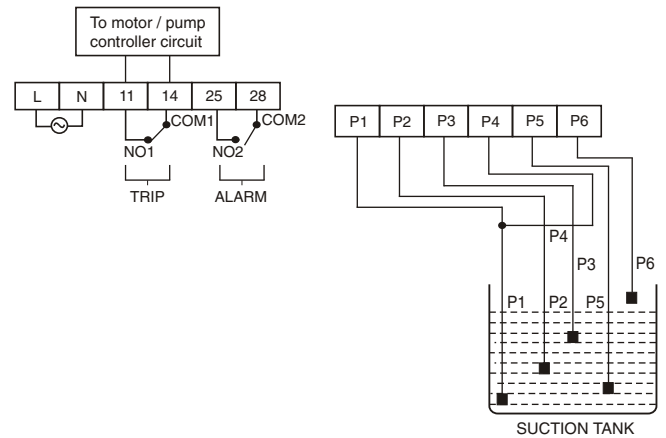 To motor / pump
controller circuit
L N 11 14 25 28
COM1 COM2
NO1 NO2
TRIP ALARM
P1 P2 P3 P4 P5 P6
P4
P3 P6
P1 P2 P5
SUCTION TANK